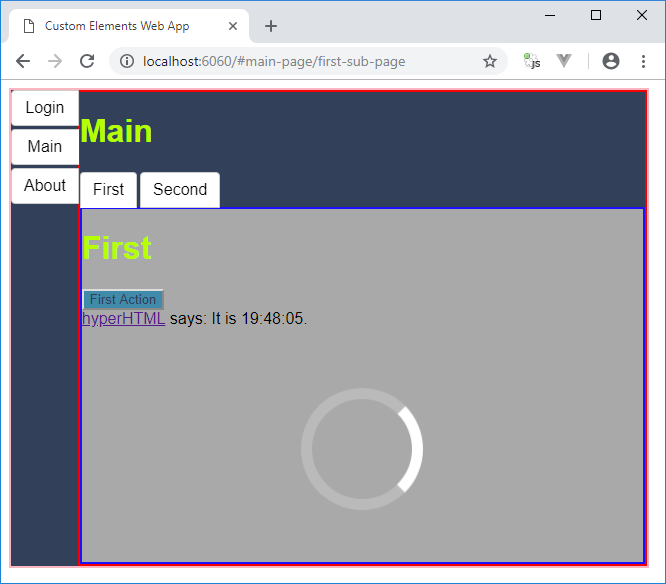 Custom Elements Web App
localhost:6060/#main-page/first-sub-page
js
Login
Main
About
Main
First Second
First
First Action
hyperHTML says: It is 19:48:05.